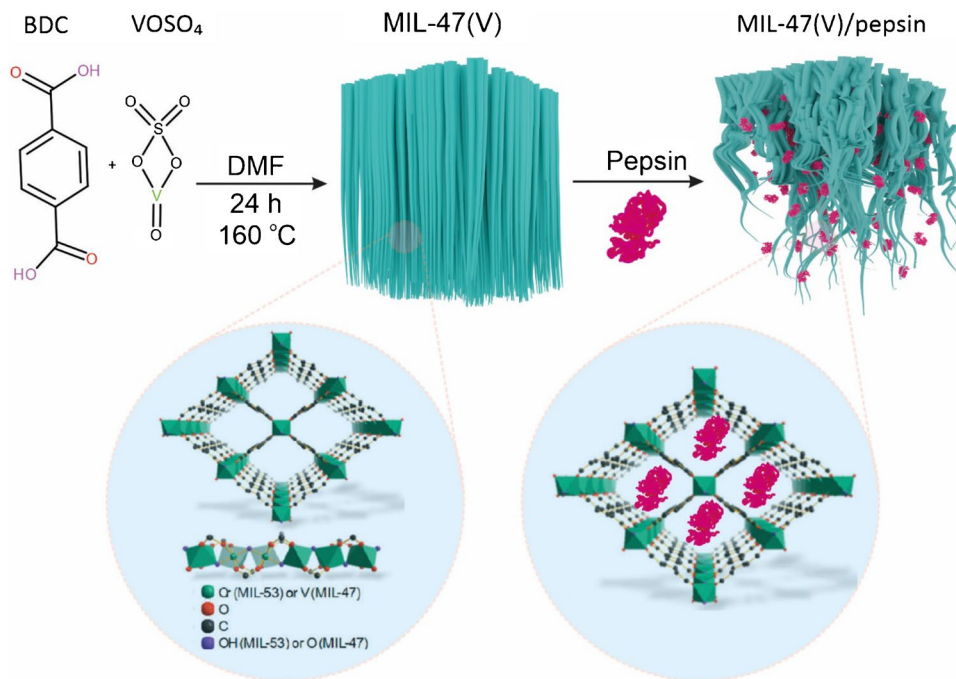 BDC
VOSO₄
MIL-47(V)
MIL-47(V)/pepsin
O
OH
HO
O
+
O
O
S
O
O
V
O
DMF
24 h
160 °C
Pepsin
Cr (MIL-53) or V (MIL-47)
O
C
OH (MIL-53) or O (MIL-47)